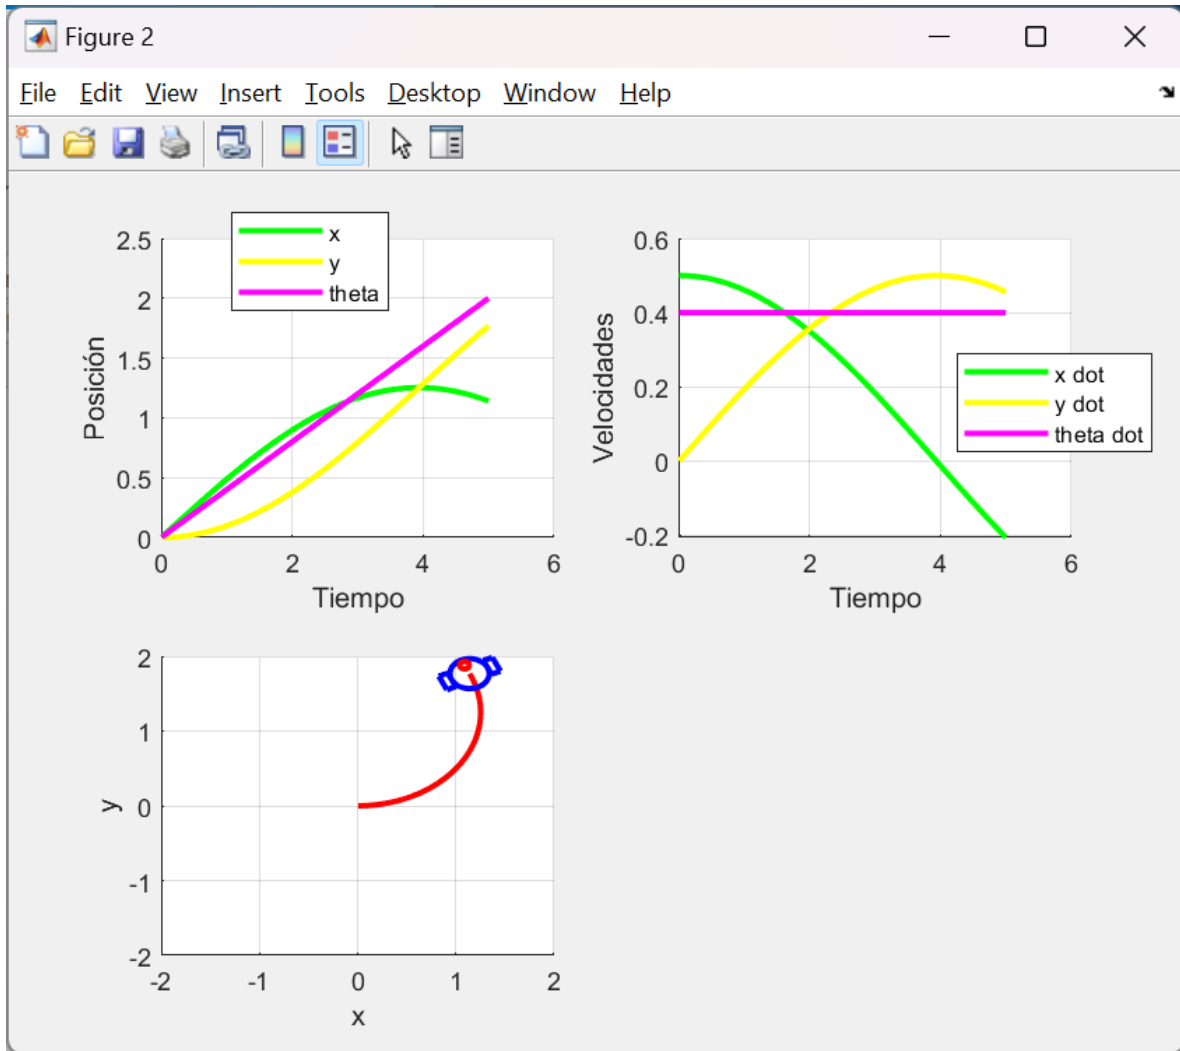 Figure 2
File Edit View Insert Tools Desktop Window Help
x
y
theta
2.5
2
1.5
1
0.5
0
0 2 4 6
Posición
Tiempo
0.6
0.4
0.2
0
-0.2
0 2 4 6
Velocidades
Tiempo
x dot
y dot
theta dot
2
1
0
-1
-2
-2 -1 0 1 2
y
x